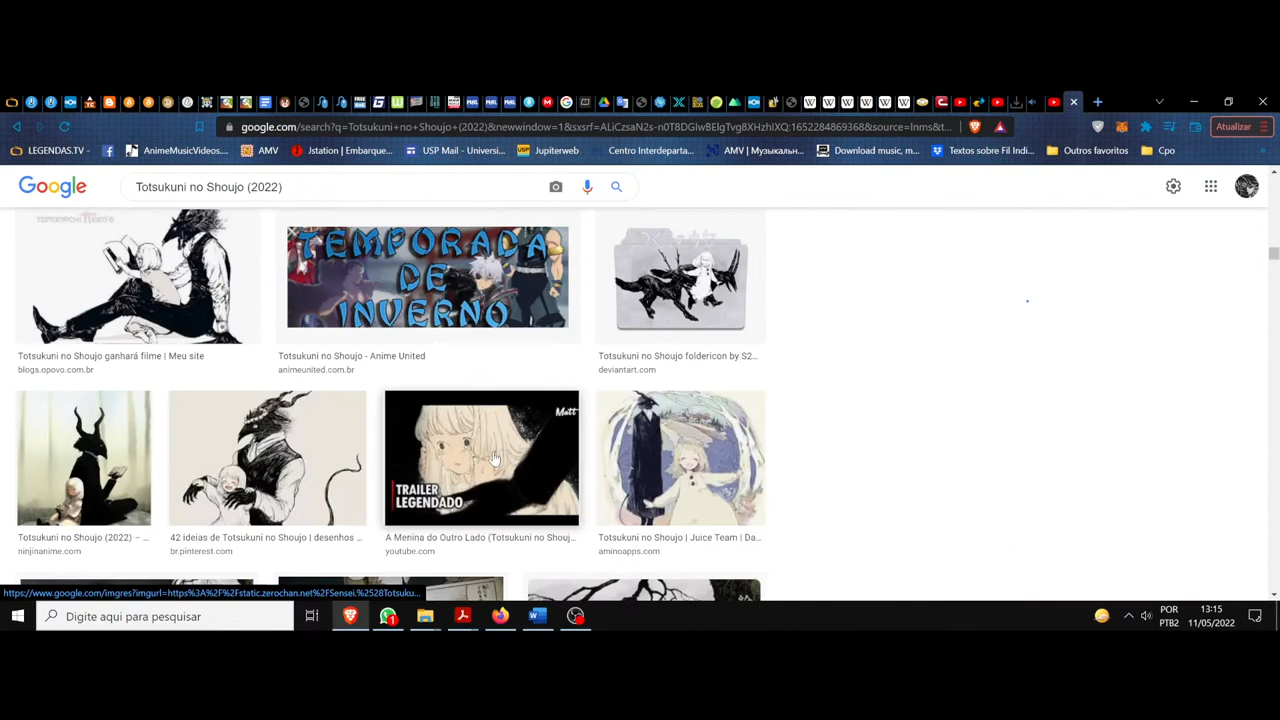 google.com/search?q=Totsukuni+no+Shoujo+(2022)&newwindow=1&sxsrf=ALiCzsaN2s-n0T8DGIwBEIgTvg8XHzhIXQ:1652284869368&source=lnms&t...
Atualizar
LEGENDAS.TV
AnimeMusicVideos...
AMV
Jstation | Embarque...
USP Mail - Universi...
Jupiterweb
Centro Interdeparta...
AMV | Музыкальн...
Download music, m...
Textos sobre Fil Indi...
Outros favoritos
Cpo
Google
Totsukuni no Shoujo (2022)
TEMPORADA
DE
INVERNO
Totsukuni no Shoujo ganhará filme | Meu site
blogs.opovo.com.br
Totsukuni no Shoujo - Anime United
animeunited.com.br
Totsukuni no Shoujo foldericon by S2...
deviantart.com
Matt
TRAILER
LEGENDADO
Totsukuni no Shoujo (2022) – ...
ninjinanime.com
42 ideias de Totsukuni no Shoujo | desenhos ...
br.pinterest.com
A Menina do Outro Lado (Totsukuni no Shouj...
youtube.com
Totsukuni no Shoujo | Juice Team | Da...
aminoapps.com
https://www.google.com/imgres?imgurl=https%3A%2F%2Fstatic.zerochan.net%2FSensei.%2528Totsuku...
Digite aqui para pesquisar
POR
PTB2
13:15
11/05/2022